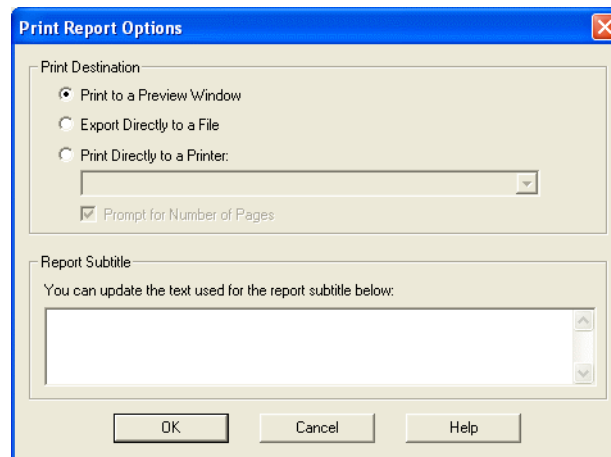 Print Report Options
Print Destination
Print to a Preview Window
Export Directly to a File
Print Directly to a Printer:
Prompt for Number of Pages
Report Subtitle
You can update the text used for the report subtitle below:
OK Cancel Help